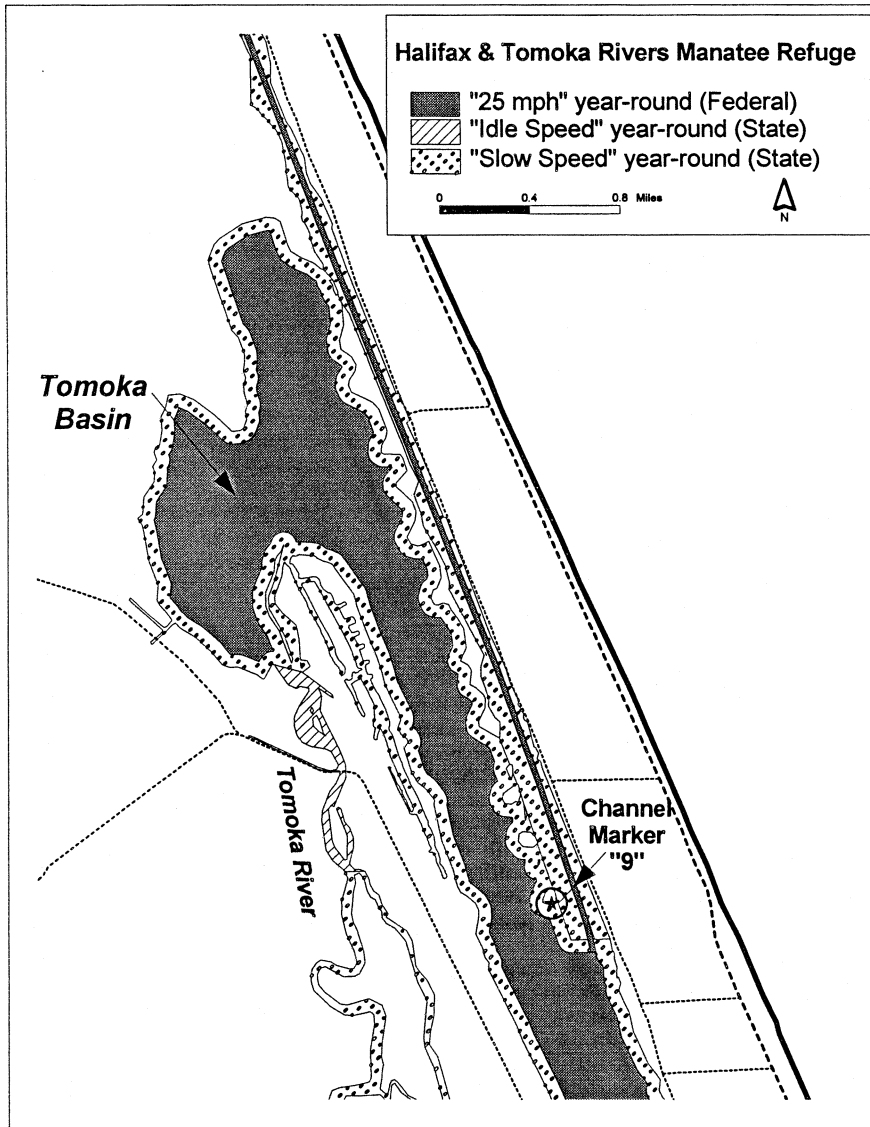 Halifax & Tomoka Rivers Manatee Refuge
"25 mph" year-round (Federal)
"Idle Speed" year-round (State)
"Slow Speed" year-round (State)
0 0.4 0.8 Miles
N
Tomoka
Basin
Tomoka River
Channel
Marker
"9"